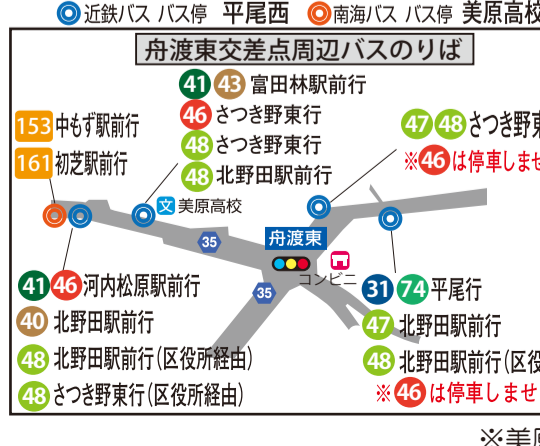 近鉄バス バス停 平尾西 南海バス バス停 美原高校
舟渡東交差点周辺バスのりば
41 43 富田林駅前行
46 さつき野東行
48 さつき野東行
48 北野田駅前行
153 中もず駅前行
161 初芝駅前行
47 48 さつき野東
※46は停車しませ
文 美原高校
35
舟渡東
コンビニ
35
41 46 河内松原駅前行
40 北野田駅前行
48 北野田駅前行(区役所経由)
48 さつき野東行(区役所経由)
31 74 平尾行
47 北野田駅前行
48 北野田駅前行(区役
※46は停車しませ
※美原